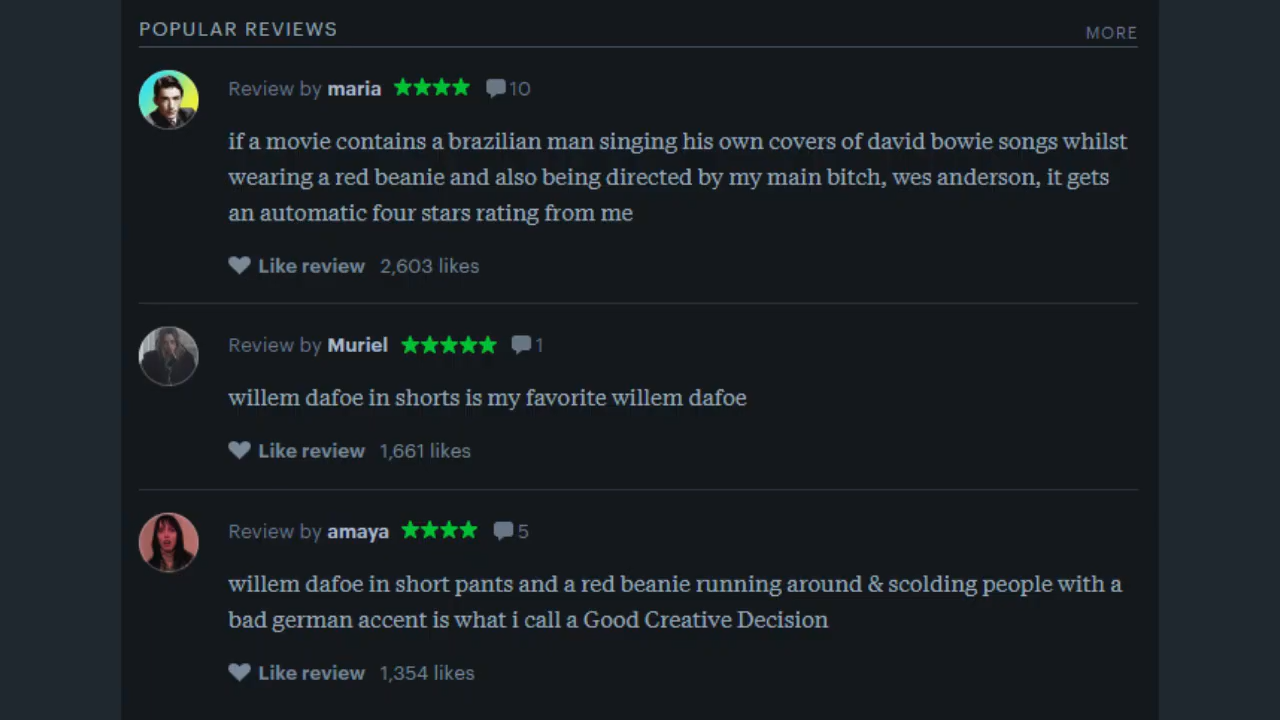 POPULAR REVIEWS
MORE
Review by maria ★★★★ 10
if a movie contains a brazilian man singing his own covers of david bowie songs whilst
wearing a red beanie and also being directed by my main bitch, wes anderson, it gets
an automatic four stars rating from me
Like review 2,603 likes
Review by Muriel ★★★★★ 1
willem dafoe in shorts is my favorite willem dafoe
Like review 1,661 likes
Review by amaya ★★★★ 5
willem dafoe in short pants and a red beanie running around & scolding people with a
bad german accent is what i call a Good Creative Decision
Like review 1,354 likes